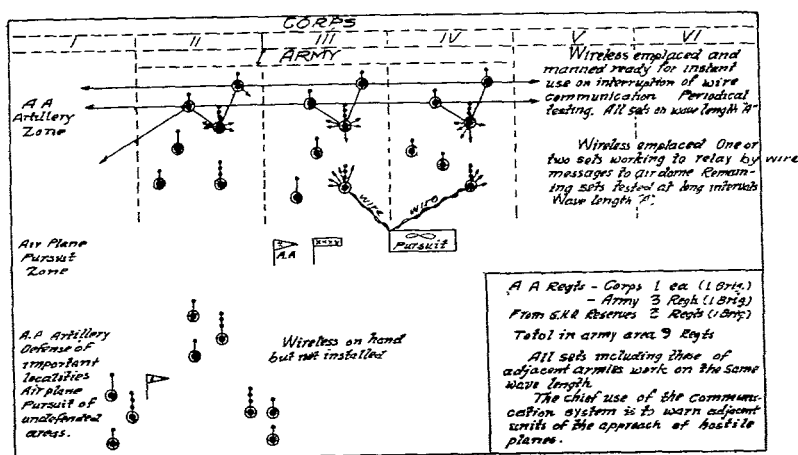 CORPS
I II III IV V VI
ARMY
A A
Artillery
Zone
Wireless emplaced and
manned ready for instant
use on interruption of wire
communication Periodical
testing. All sets on wave length "A"
Wireless emplaced One or
two sets working to relay by wire
messages to airdome Remain-
ing sets tested at long intervals
Wave length
wire wire
Pursuit
Air Plane
Pursuit
Zone
A.A
xxxx
A A Regts - Corps 1 ea (1 Brig.)
- Army 3 Regts (1 Brig)
From G.H.Q Reserves 2 Regts (1 Brig)
Total in army area 9 Regts
All sets including those of
adjacent armies work on the same
wave length
The chief use of the communi-
cation system is to warn adjacent
units of the approach of hostile
planes.
A.A Artillery
Defense of
important
localities
Airplane
Pursuit of
undefended
areas.
Wireless on hand
but not installed